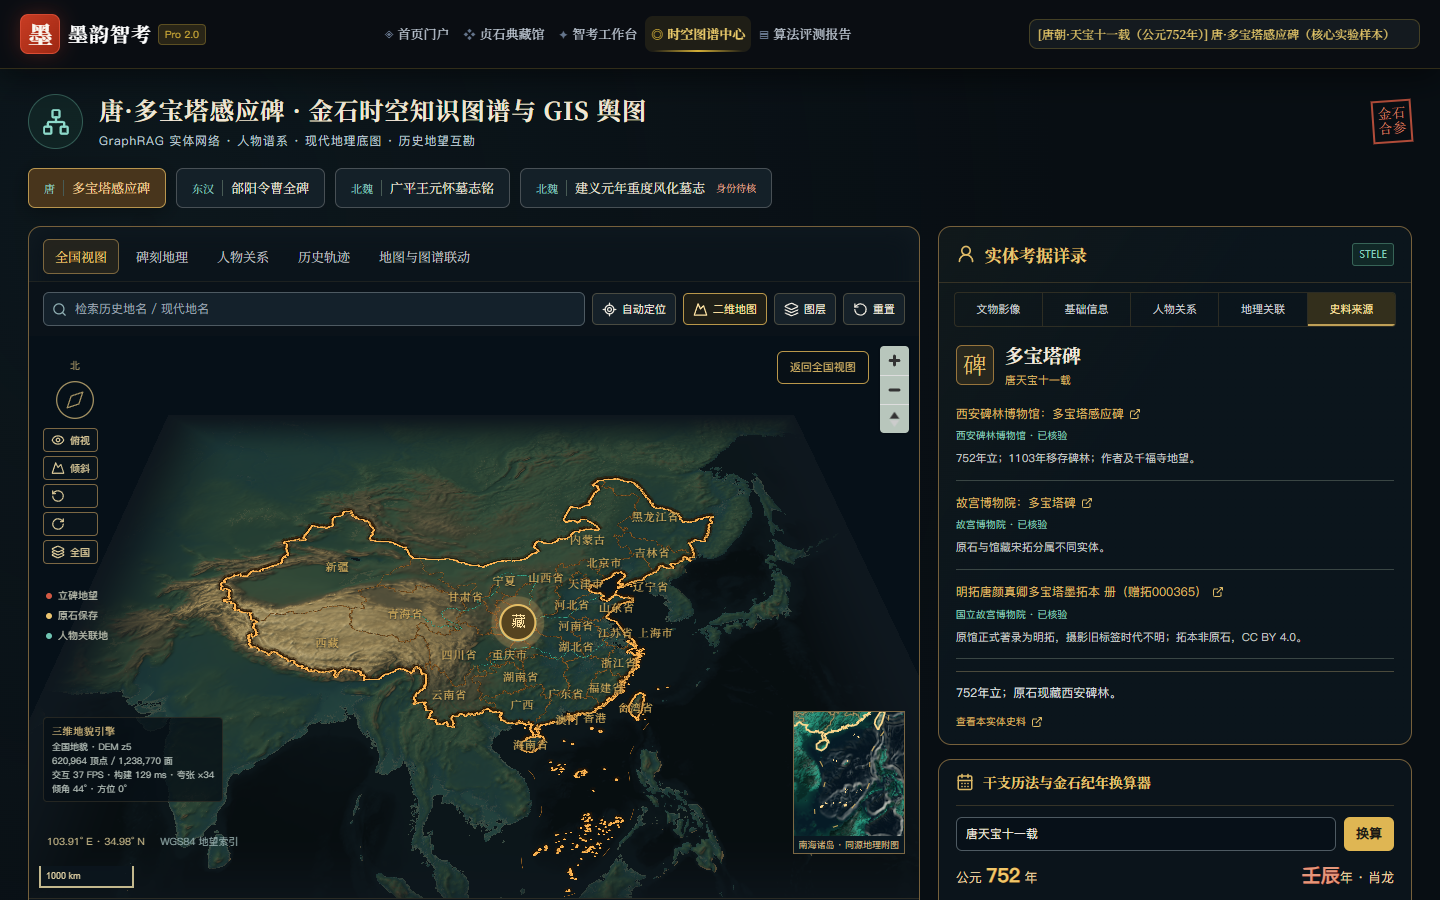 墨 墨韵智考 Pro 2.0
首页门户 贞石典藏馆 智考工作台 时空图谱中心 算法评测报告
[唐朝·天宝十一载（公元752年）] 唐·多宝塔感应碑（核心实验样本）
唐·多宝塔感应碑 · 金石时空知识图谱与 GIS 舆图
GraphRAG 实体网络 · 人物谱系 · 现代地理底图 · 历史地望互勘
金石
合参
唐 多宝塔感应碑
东汉 郃阳令曹全碑
北魏 广平王元怀墓志铭
北魏 建义元年重度风化墓志 身份待核
全国视图 碑刻地理 人物关系 历史轨迹 地图与图谱联动
检索历史地名 / 现代地名
自动定位 二维地图 图层 重置
返回全国视图
北
俯视
倾斜
全国
立碑地望
原石保存
人物关联地
黑龙江省
内蒙古
吉林省
北京市
新疆
宁夏 山西省 天津市
辽宁省
甘肃省
河北省 山东省
青海省
藏
河南省
江苏省 上海市
西藏
湖北省
四川省 重庆市
浙江省
湖南省
云南省
广东省 福建省
广西
台湾省
澳门 香港
海南省
三维地貌引擎
全国地貌 · DEM z5
620,964 顶点 / 1,238,770 面
交互 37 FPS · 构建 129 ms · 夸张 ×34
倾角 44° · 方位 0°
103.91° E · 34.98° N WGS84 地望索引
1000 km
南海诸岛 · 同源地理附图
实体考据详录 STELE
文物影像 基础信息 人物关系 地理关联 史料来源
碑 多宝塔碑
唐天宝十一载
西安碑林博物馆：多宝塔感应碑
西安碑林博物馆 · 已核验
752年立；1103年移存碑林；作者及千福寺地望。
故宫博物院：多宝塔碑
故宫博物院 · 已核验
原石与馆藏宋拓分属不同实体。
明拓唐颜真卿多宝塔墨拓本 册（赠拓000365）
国立故宫博物院 · 已核验
原馆正式著录为明拓，摄影旧标签时代不明；拓本非原石，CC BY 4.0。
752年立；原石现藏西安碑林。
查看本实体史料
干支历法与金石纪年换算器
唐天宝十一载 换算
公元 752 年 壬辰年 · 肖龙